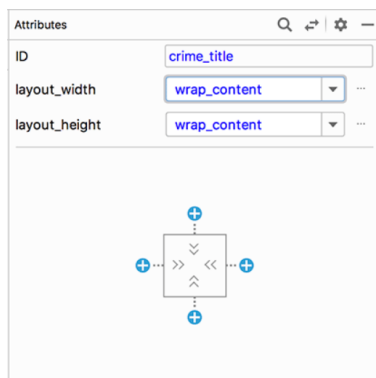 Attributes
ID crime_title
layout_width wrap_content
layout_height wrap_content